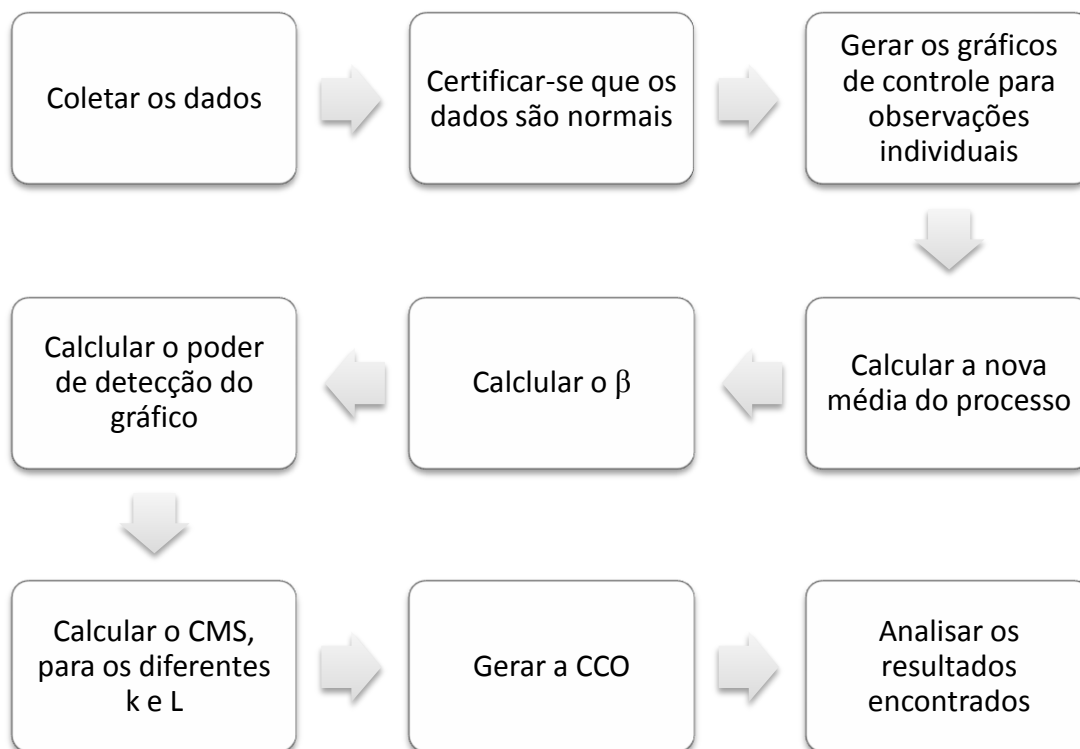 Coletar os dados
Certificar-se que os
dados são normais
Gerar os gráficos
de controle para
observações
individuais
Calcular a nova
média do processo
Calclular o β
Calclular o poder
de detecção do
gráfico
Calcular o CMS,
para os diferentes
k e L
Gerar a CCO
Analisar os
resultados
encontrados